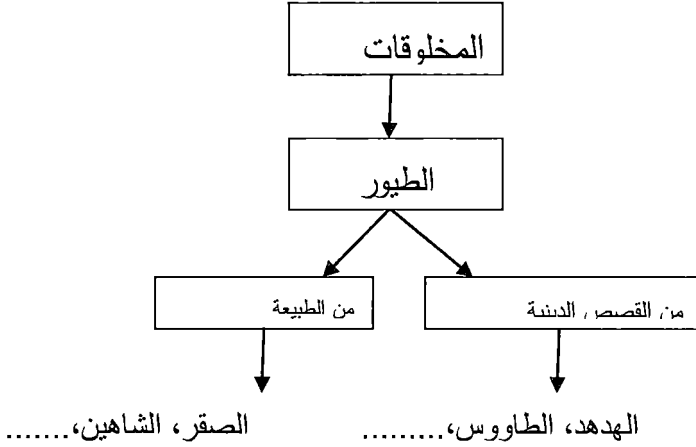 المخلوقات
الطيور
من القصص الدينية
من الطبيعة
الهدهد، الطاووس،.........
الصقر، الشاهين،.......